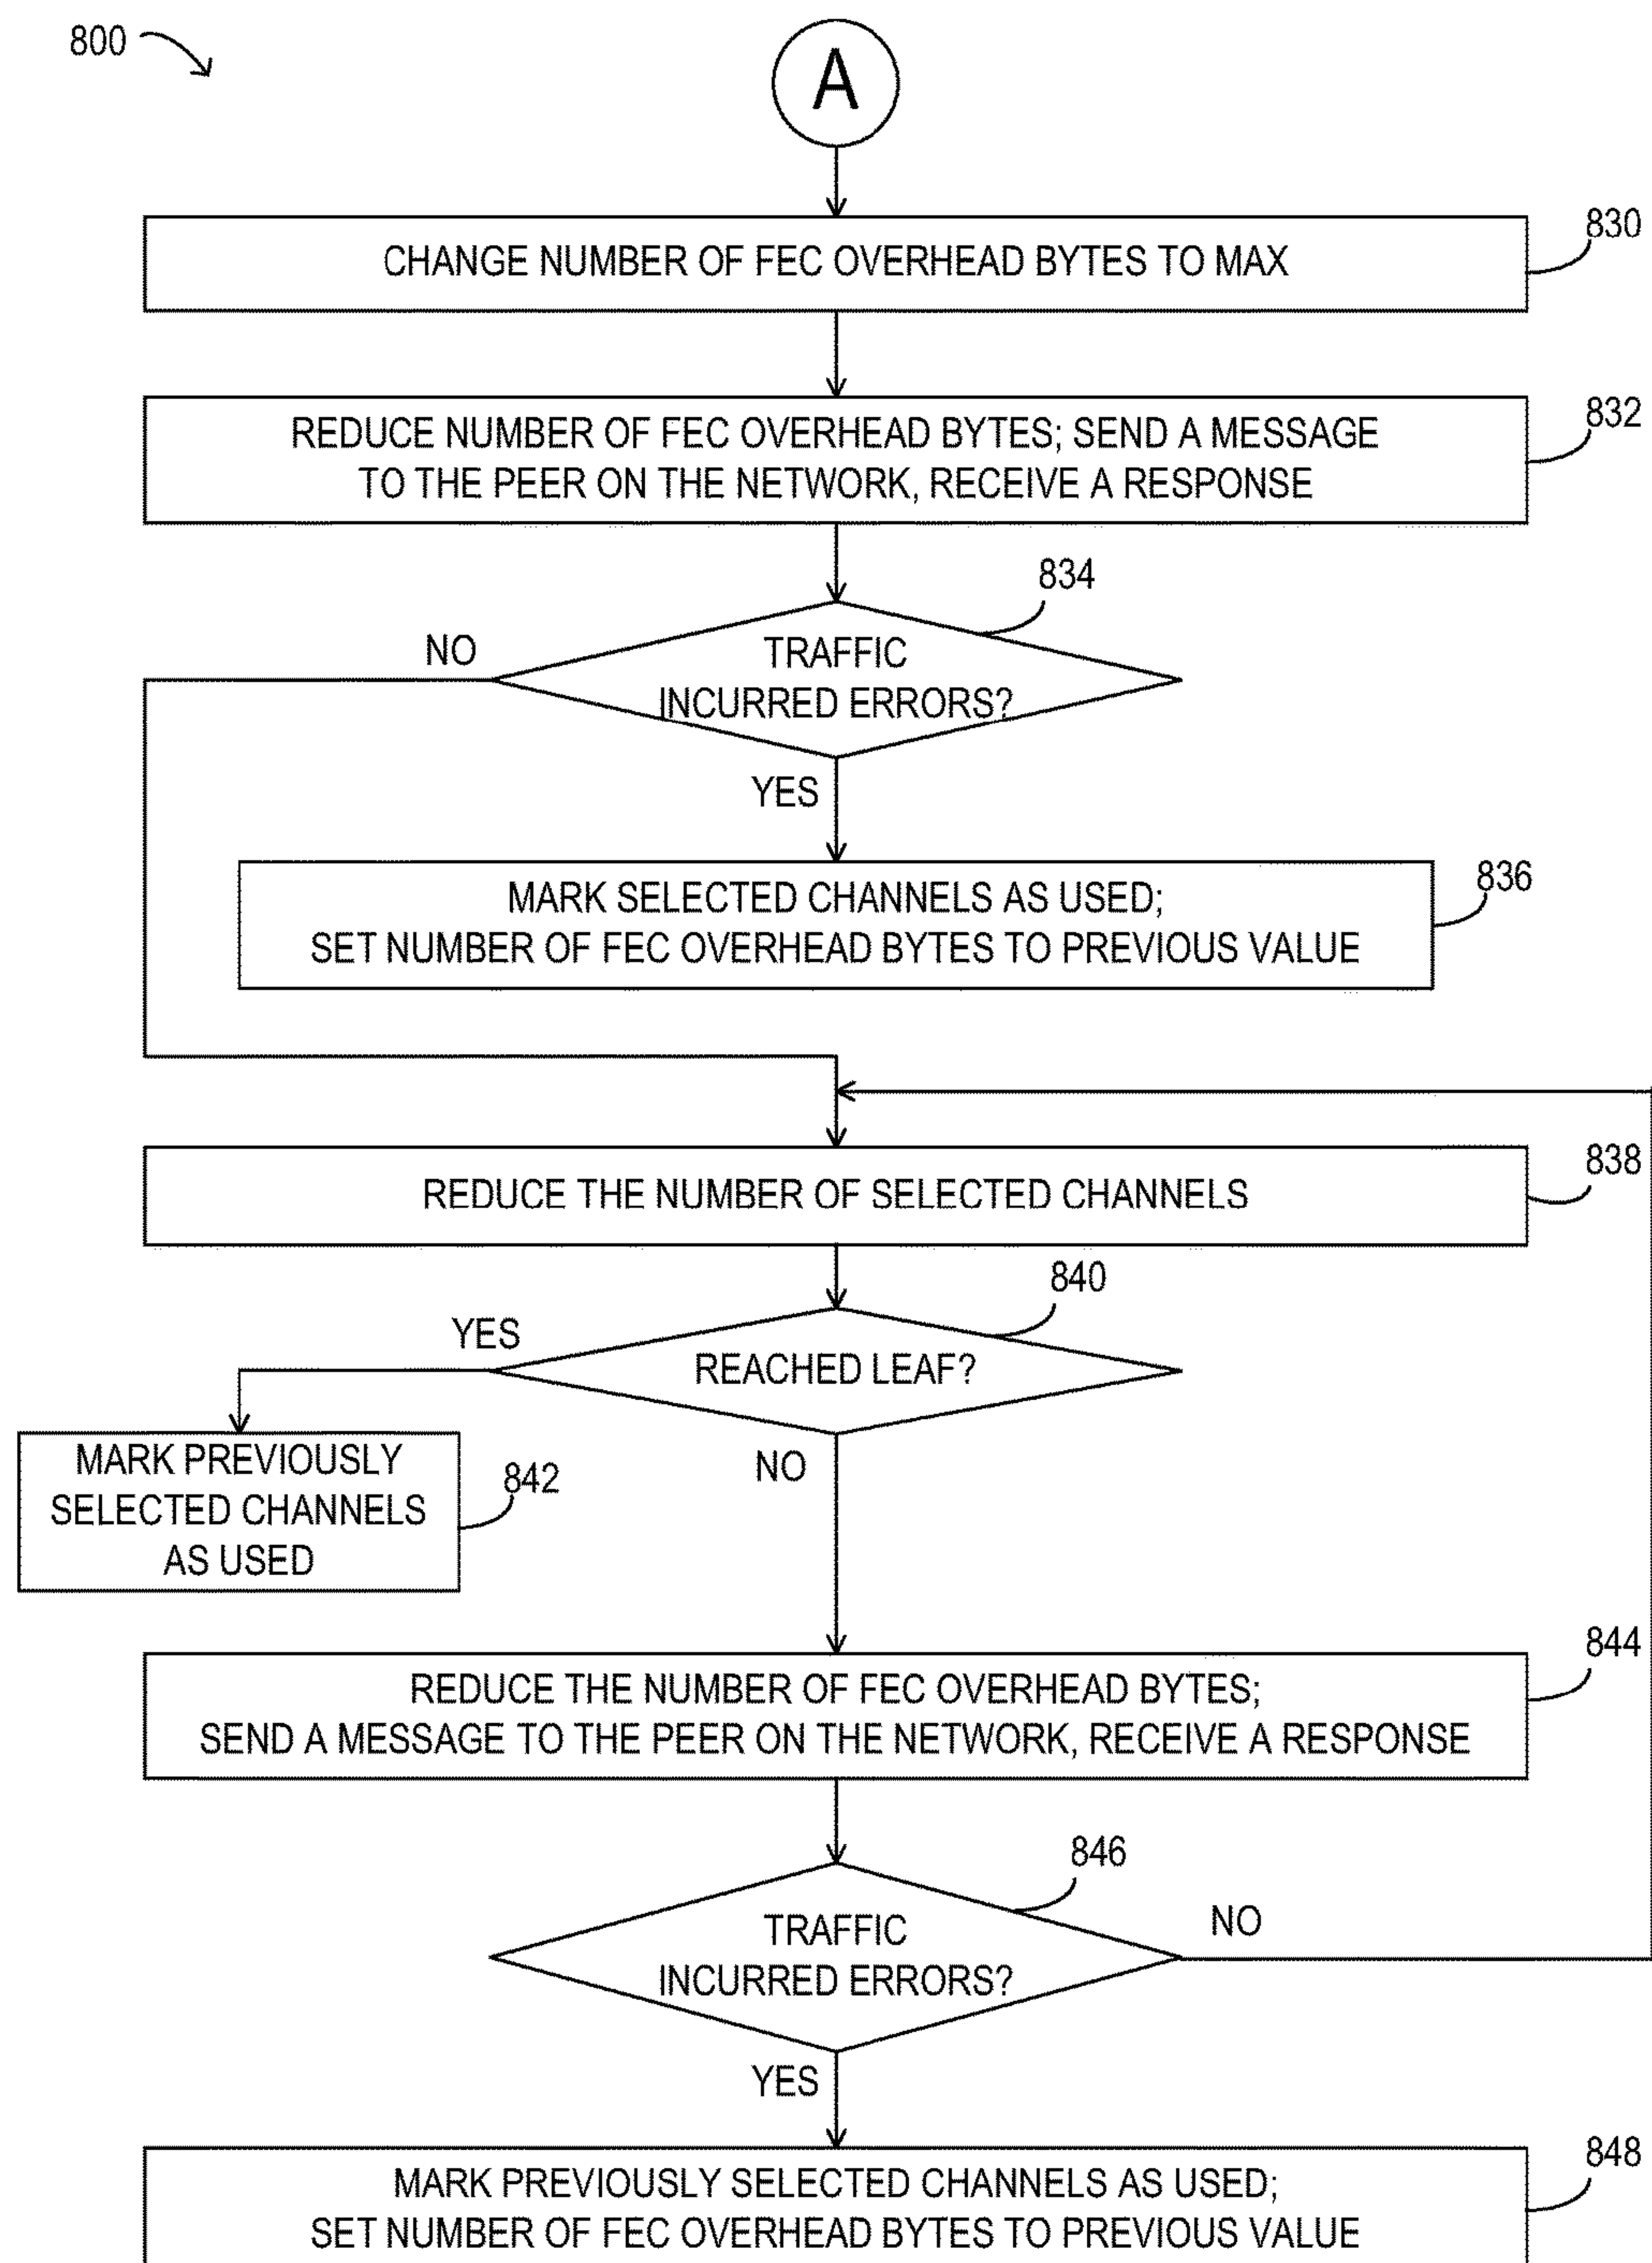 800
A
830
CHANGE NUMBER OF FEC OVERHEAD BYTES TO MAX
832
REDUCE NUMBER OF FEC OVERHEAD BYTES; SEND A MESSAGE
TO THE PEER ON THE NETWORK, RECEIVE A RESPONSE
834
NO
TRAFFIC
INCURRED ERRORS?
YES
836
MARK SELECTED CHANNELS AS USED;
SET NUMBER OF FEC OVERHEAD BYTES TO PREVIOUS VALUE
838
REDUCE THE NUMBER OF SELECTED CHANNELS
840
YES
REACHED LEAF?
MARK PREVIOUSLY
SELECTED CHANNELS
AS USED
842
NO
844
REDUCE THE NUMBER OF FEC OVERHEAD BYTES;
SEND A MESSAGE TO THE PEER ON THE NETWORK, RECEIVE A RESPONSE
846
TRAFFIC
INCURRED ERRORS?
NO
YES
848
MARK PREVIOUSLY SELECTED CHANNELS AS USED;
SET NUMBER OF FEC OVERHEAD BYTES TO PREVIOUS VALUE